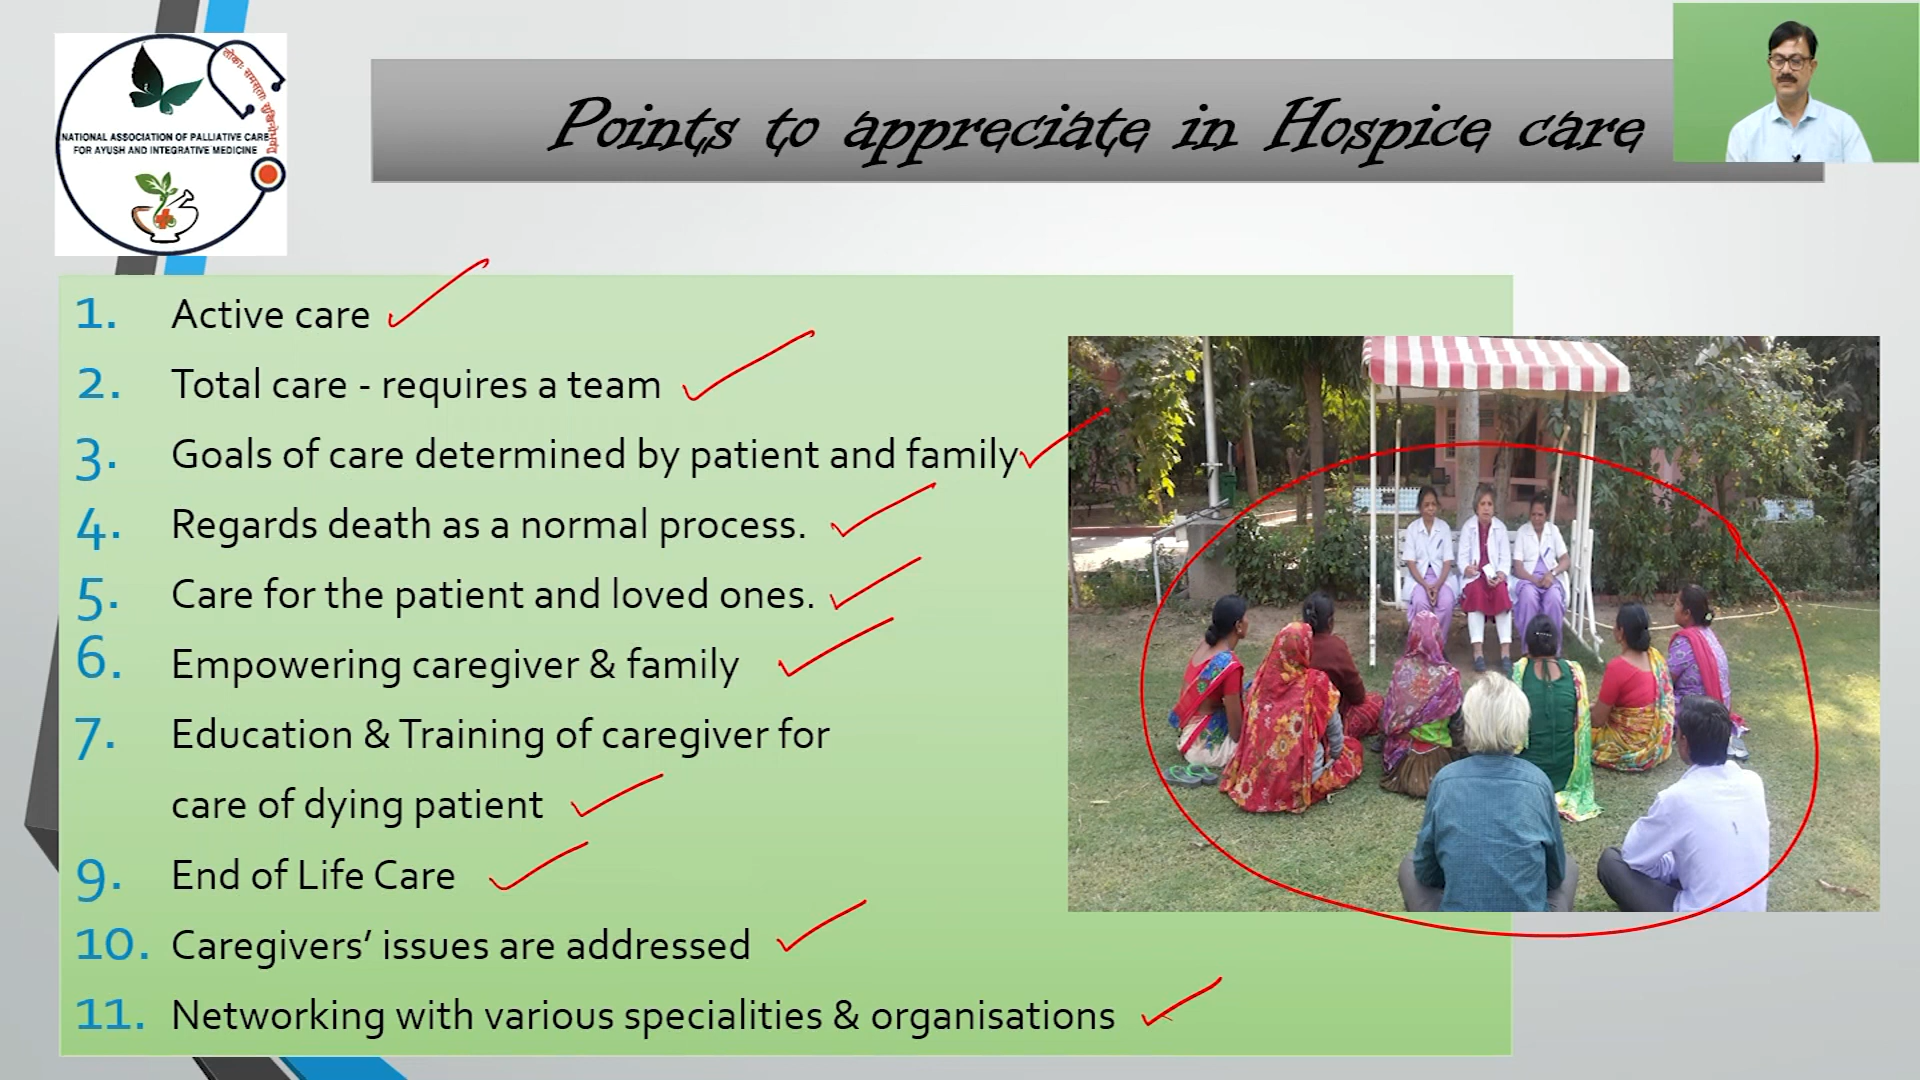 लोकाः समस्ताः सुखिनोभवन्तु
NATIONAL ASSOCIATION OF PALLIATIVE CARE
FOR AYUSH AND INTEGRATIVE MEDICINE
Points to appreciate in Hospice care
1. Active care
2. Total care - requires a team
3. Goals of care determined by patient and family
4. Regards death as a normal process.
5. Care for the patient and loved ones.
6. Empowering caregiver & family
7. Education & Training of caregiver for
care of dying patient
9. End of Life Care
10. Caregivers’ issues are addressed
11. Networking with various specialities & organisations